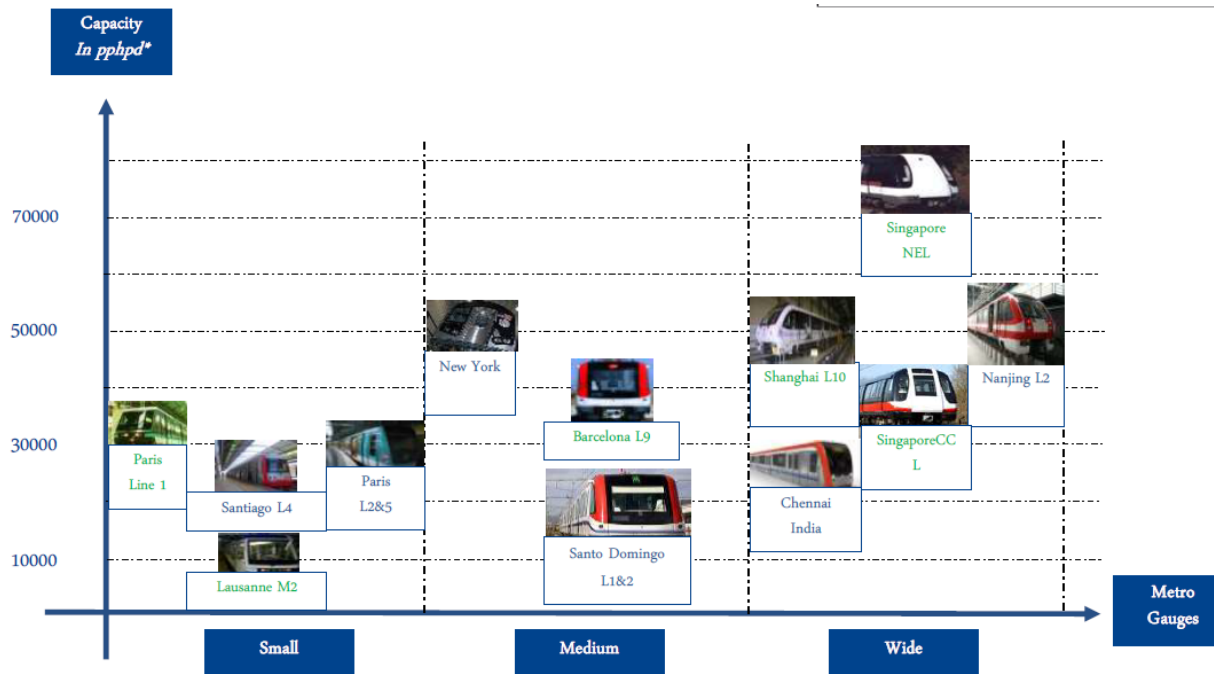 Capacity
In pphpd*
70000
Singapore
NEL
50000
New York
Shanghai L10
Nanjing L2
30000
Barcelona L9
SingaporeCC
L
Paris
Line 1
Santiago L4
Paris
L2&5
Chennai
India
10000
Santo Domingo
L1&2
Lausanne M2
Metro
Gauges
Small
Medium
Wide